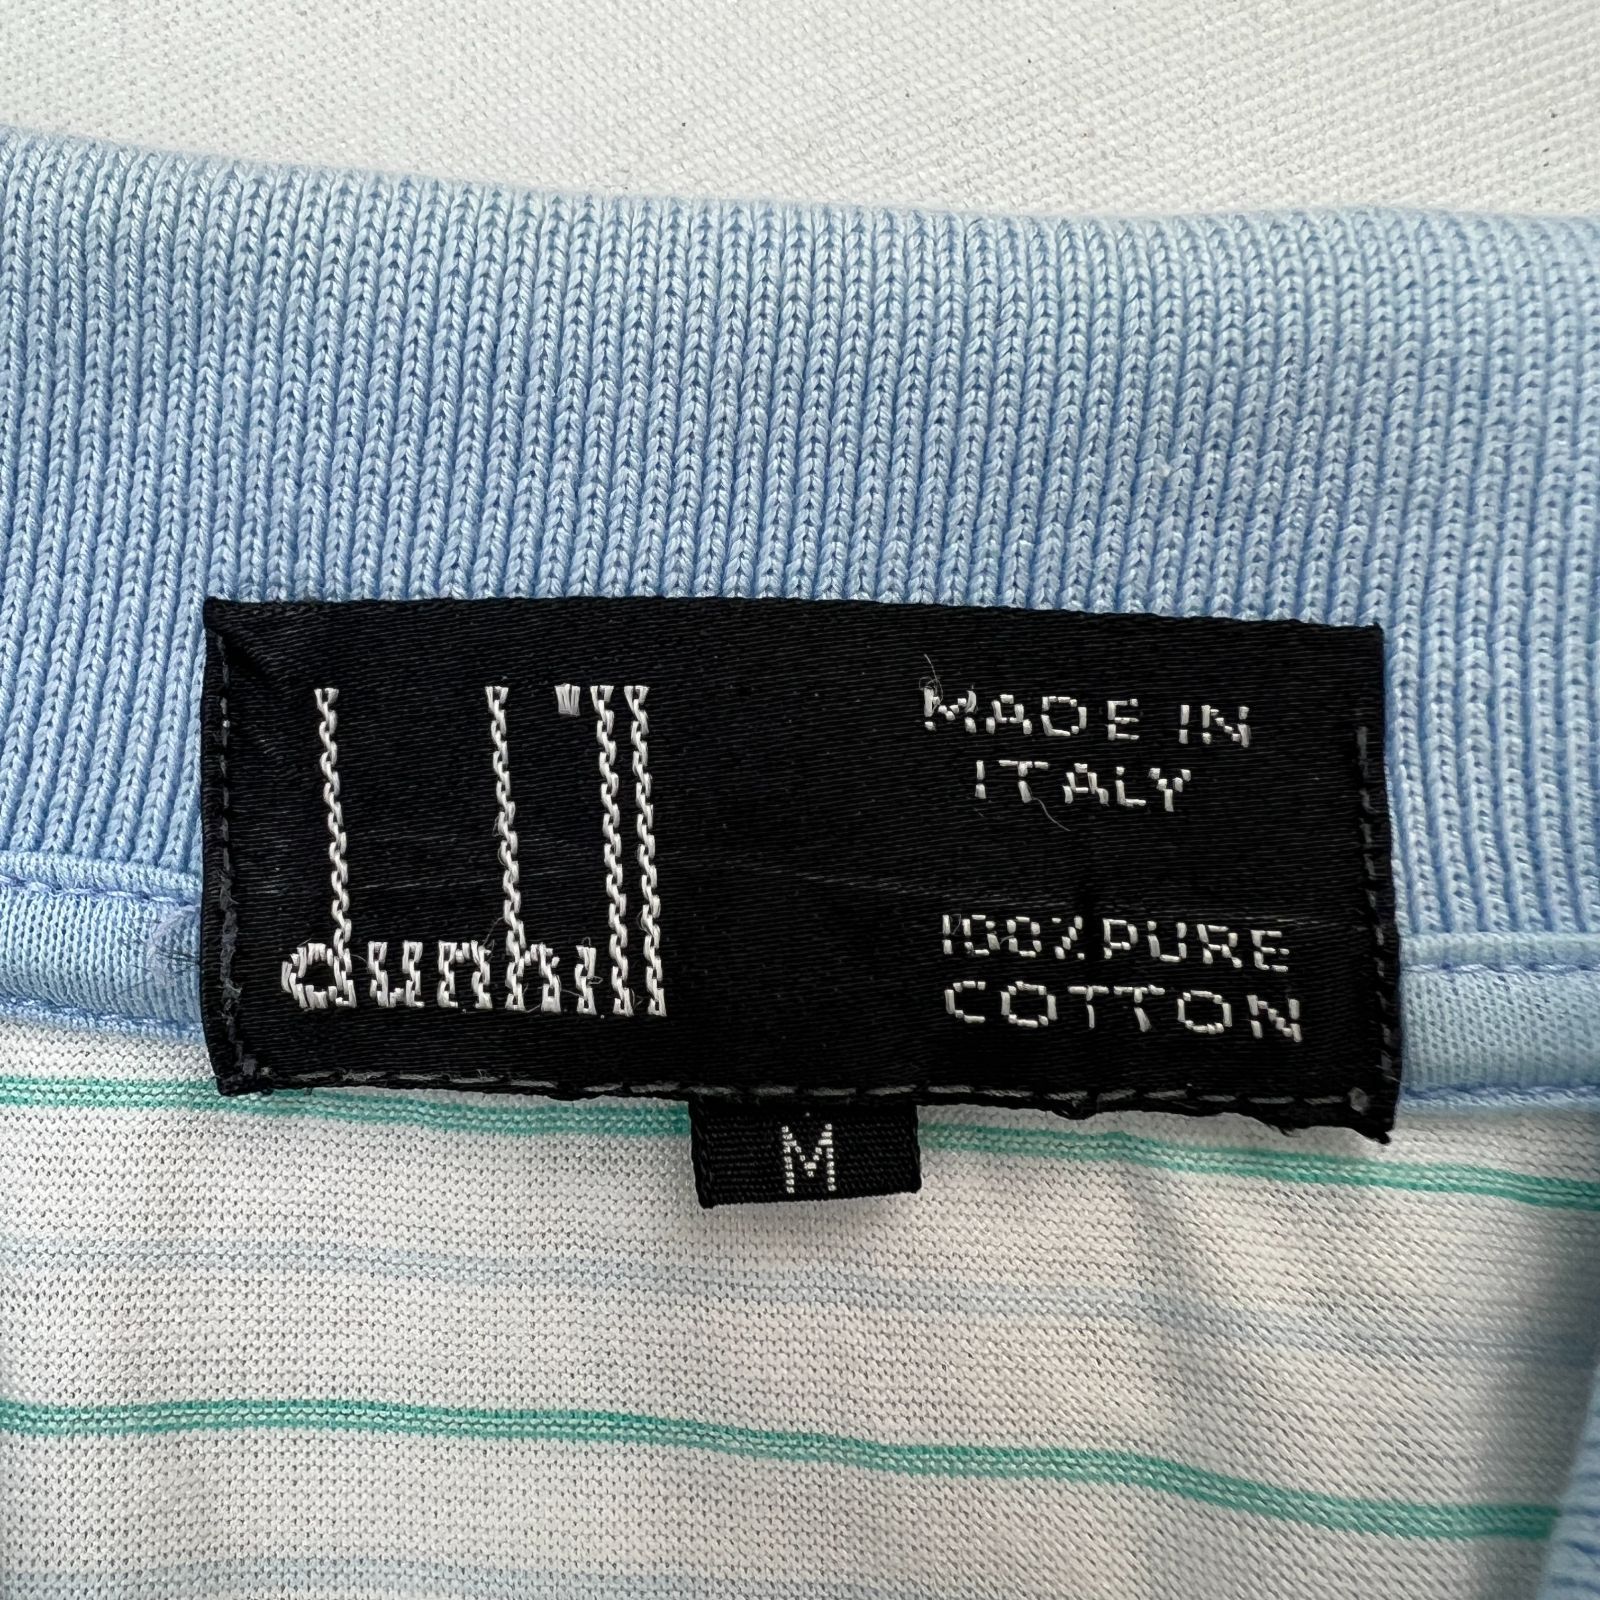 dunhill
MADE IN
ITALY
100% PURE
COTTON
M